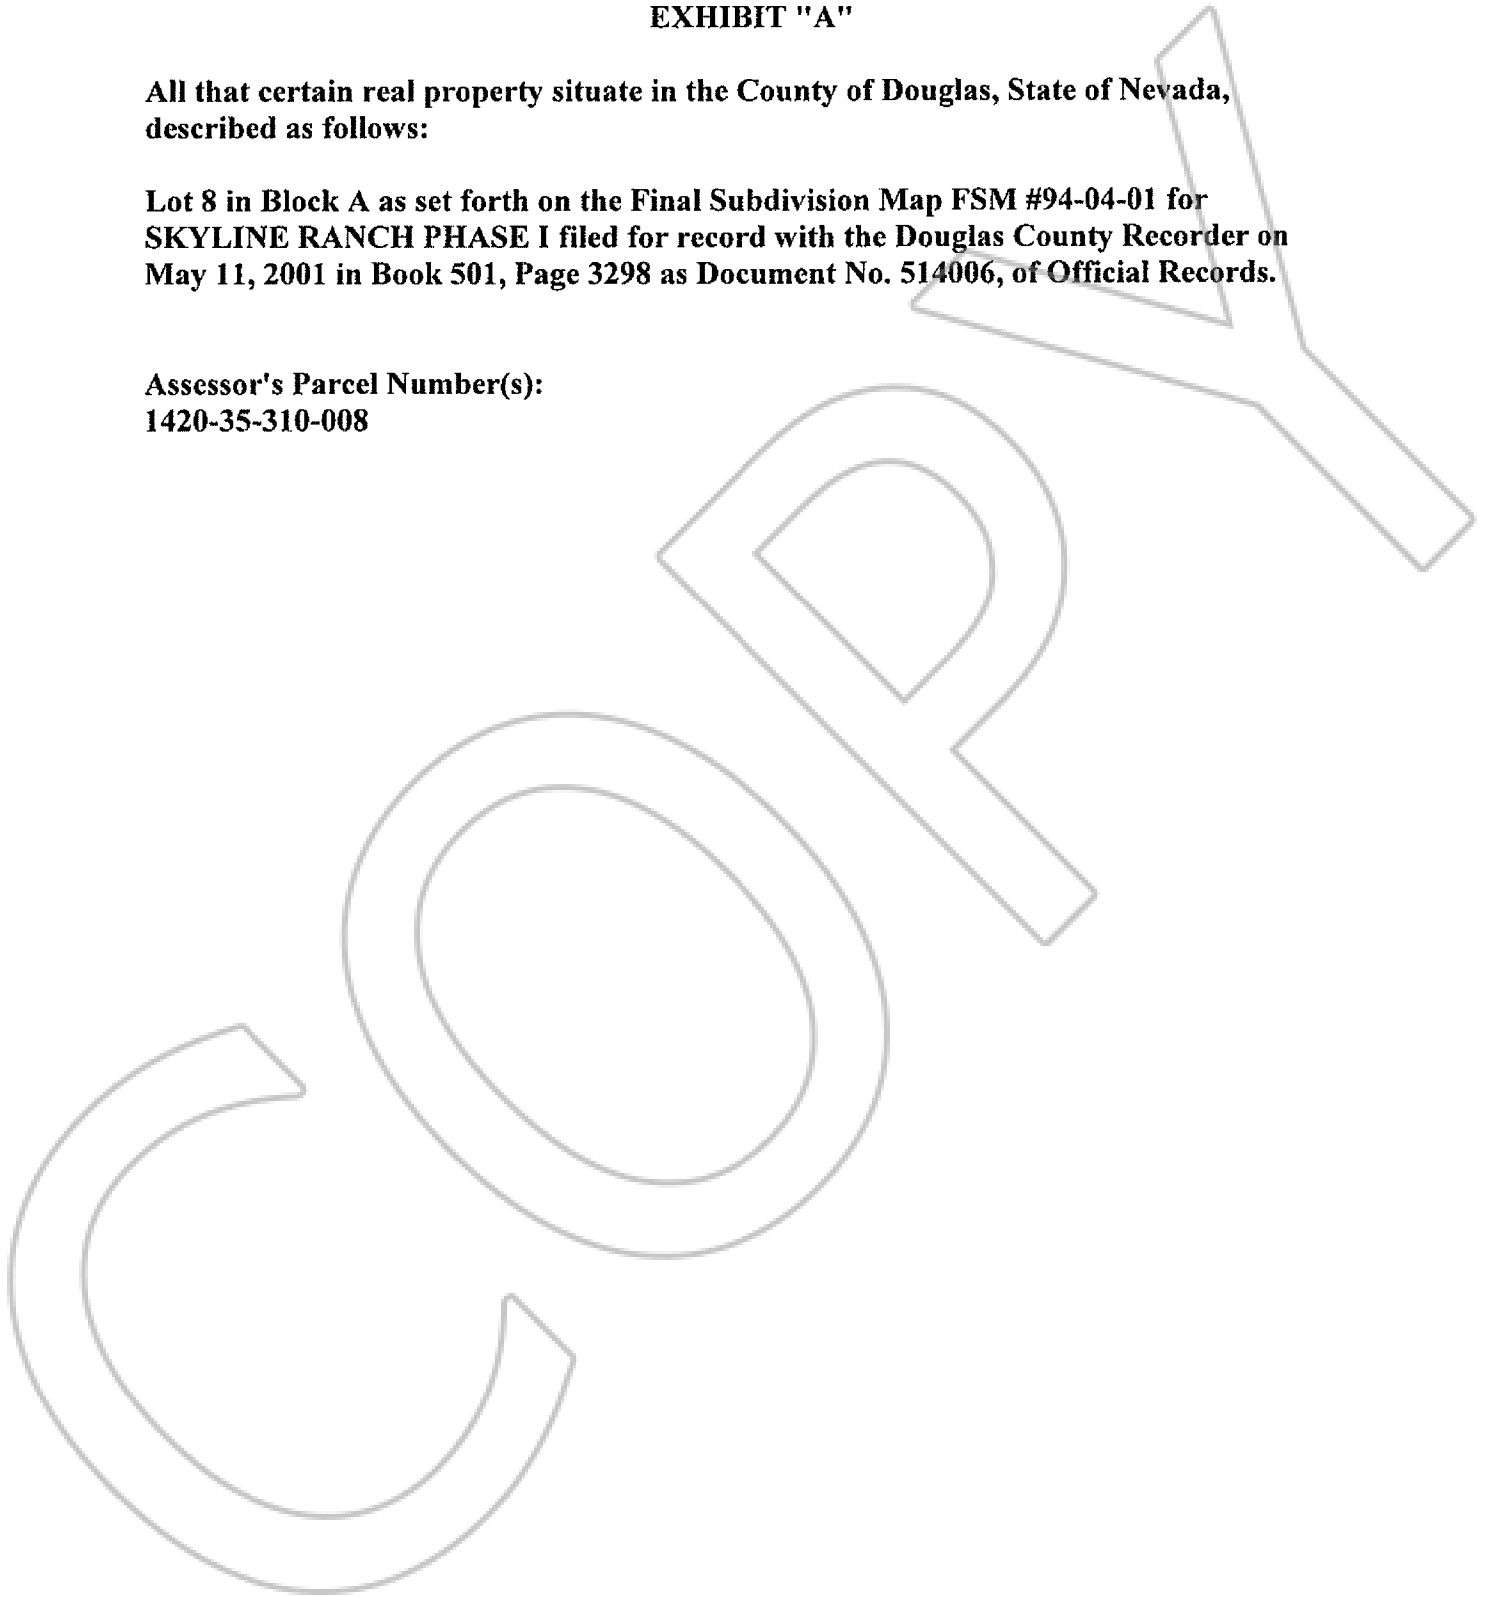 EXHIBIT "A"
All that certain real property situate in the County of Douglas, State of Nevada,
described as follows:
Lot 8 in Block A as set forth on the Final Subdivision Map FSM #94-04-01 for
SKYLINE RANCH PHASE I filed for record with the Douglas County Recorder on
May 11, 2001 in Book 501, Page 3298 as Document No. 514006, of Official Records.
Assessor's Parcel Number(s):
1420-35-310-008
COPY